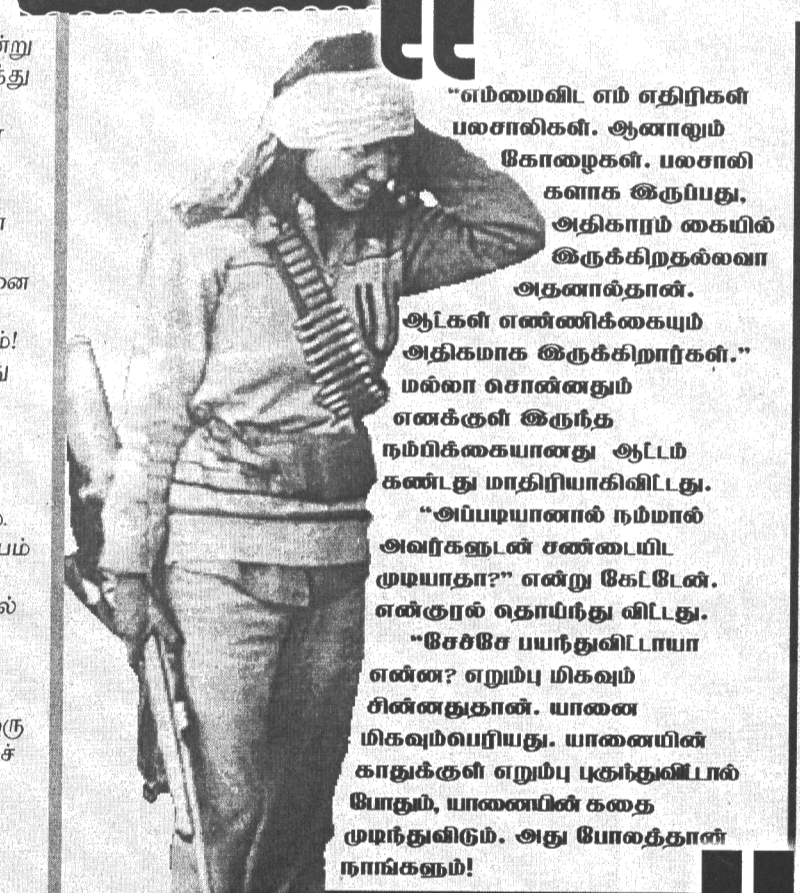 “எம்மைவிட எம் எதிரிகள்
பலசாலிகள். ஆனாலும்
கோழைகள். பலசாலி
களாக இருப்பது,
அதிகாரம் கையில்
இருக்கிறதல்லவா
அதனால்தான்.
ஆட்கள் எண்ணிக்கையும்
அதிகமாக இருக்கிறார்கள்.”
மல்லா சொன்னதும்
எனக்குள் இருந்த
நம்பிக்கையானது ஆட்டம்
கண்டது மாதிரியாகிவிட்டது.
“அப்படியானால் நம்மால்
அவர்களுடன் சண்டையிட
முடியாதா?” என்று கேட்டேன்.
என்குரல் தொய்ந்து விட்டது.
“சேச்சே பயந்துவிட்டாயா
என்ன? எறும்பு மிகவும்
சின்னதுதான். யானை
மிகவும்பெரியது. யானையின்
காதுக்குள் எறும்பு புகுந்துவிட்டால்
போதும், யானையின் கதை
முடிந்துவிடும். அது போலத்தான்
நாங்களும்!